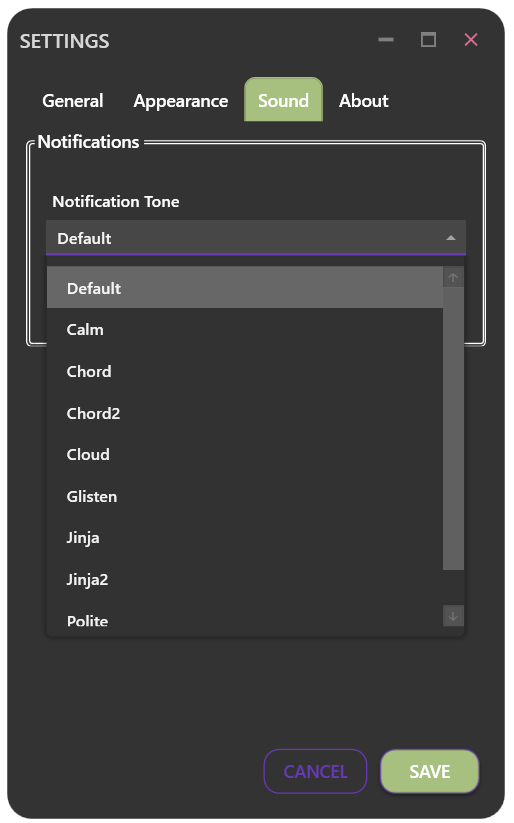 SETTINGS
General Appearance Sound About
Notifications
Notification Tone
Default
Default
Calm
Chord
Chord2
Cloud
Glisten
Jinja
Jinja2
Polite
CANCEL SAVE